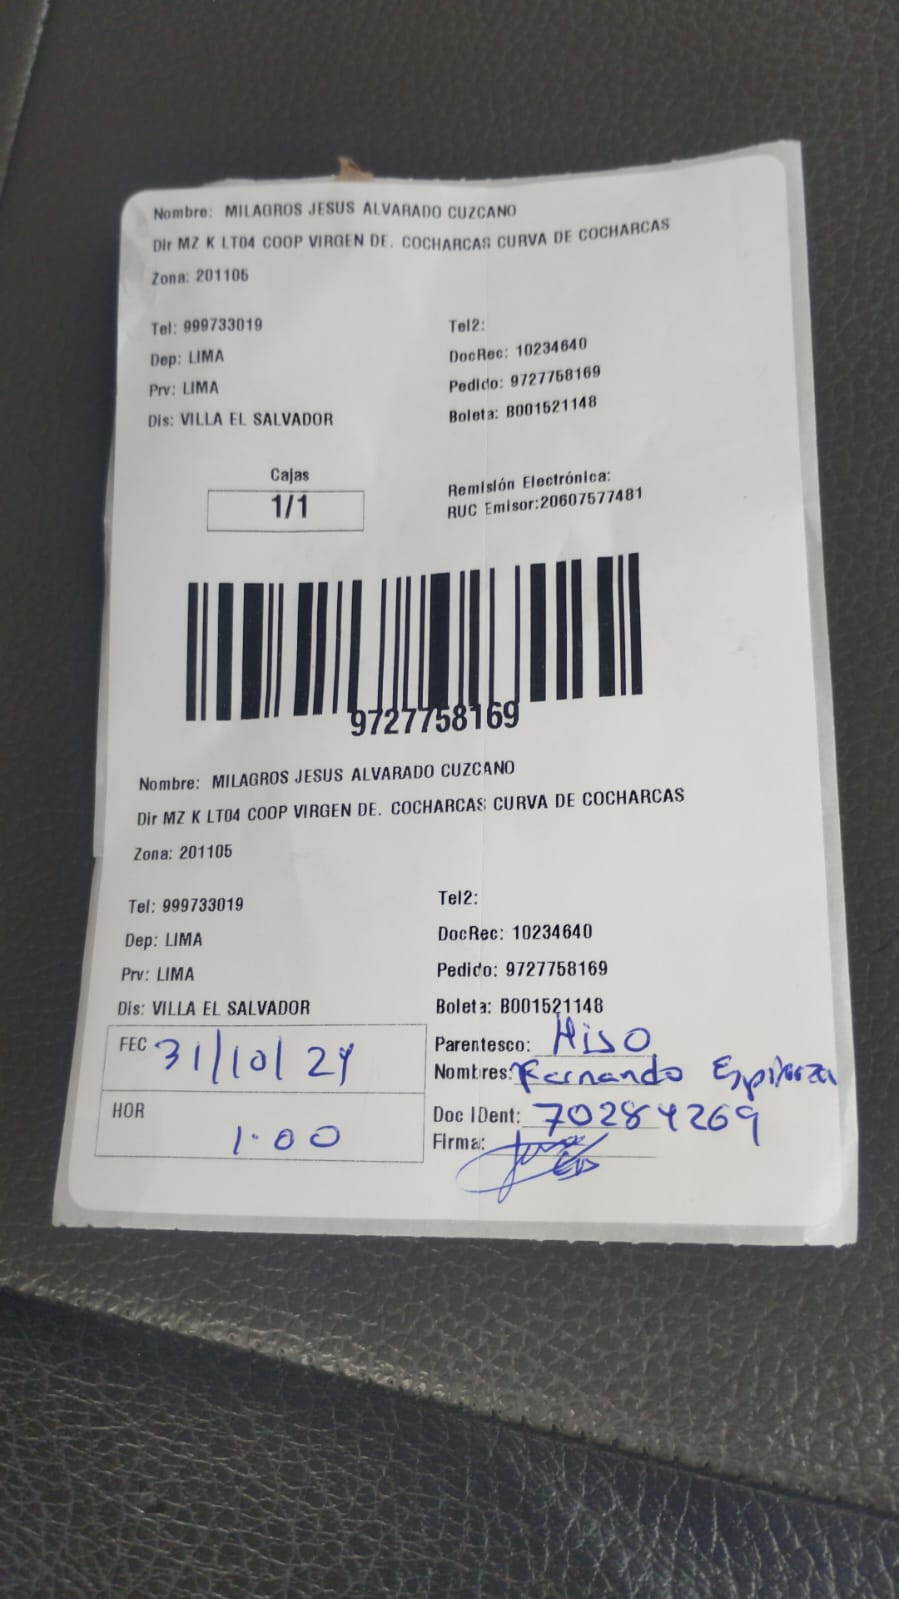 Nombre: MILAGROS JESUS ALVARADO CUZCANO
Dir MZ K LT04 COOP VIRGEN DE. COCHARCAS CURVA DE COCHARCAS
Zona: 201105
Tel: 999733019 Tel2:
Dep: LIMA DocRec: 10234640
Prv: LIMA Pedido: 9727758169
Dis: VILLA EL SALVADOR Boleta: B001521148
Cajas
1/1
Remisión Electrónica:
RUC Emisor:20607577481
9727758169
Nombre: MILAGROS JESUS ALVARADO CUZCANO
Dir MZ K LT04 COOP VIRGEN DE. COCHARCAS CURVA DE COCHARCAS
Zona: 201105
Tel: 999733019 Tel2:
Dep: LIMA DocRec: 10234640
Prv: LIMA Pedido: 9727758169
Dis: VILLA EL SALVADOR Boleta: B001521148
FEC 31/10/24 Parentesco: HiJO
Nombres: Fernando
HOR Doc IDent: 70284269
1:00 Firma: